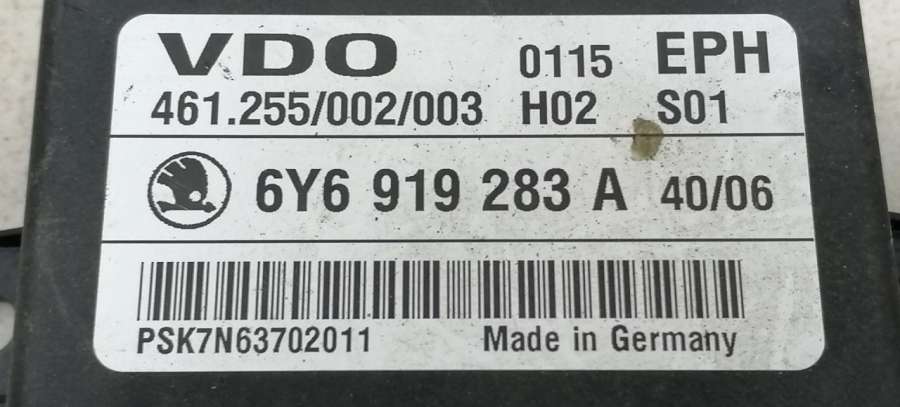 VDO 0115 EPH
461.255/002/003 H02 S01
6Y6 919 283 A 40/06
PSK7N63702011 Made in Germany